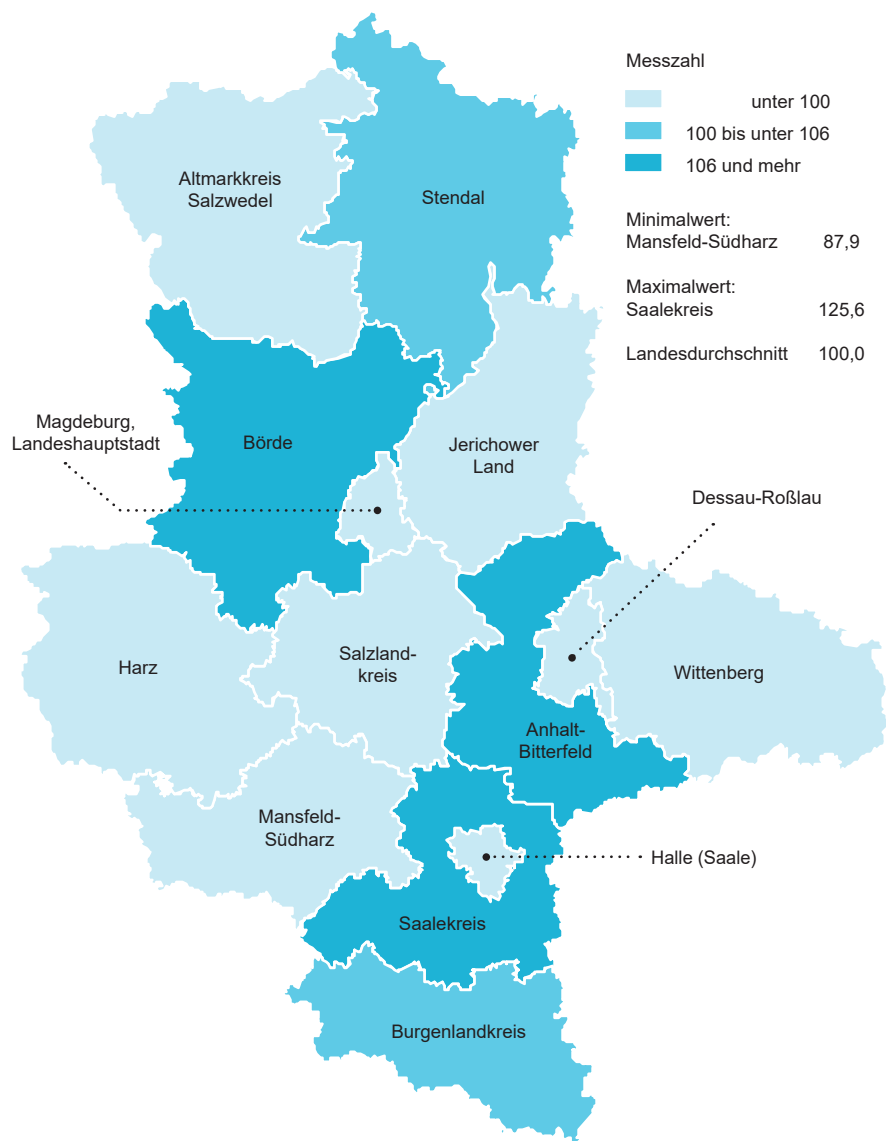 Messzahl
unter 100
100 bis unter 106
106 und mehr
Minimalwert:
Mansfeld-Südharz 87,9
Maximalwert:
Saalekreis 125,6
Landesdurchschnitt 100,0
Altmarkkreis
Salzwedel
Stendal
Magdeburg,
Landeshauptstadt
Börde
Jerichower
Land
Dessau-Roßlau
Harz
Salzland-
kreis
Wittenberg
Anhalt-
Bitterfeld
Mansfeld-
Südharz
Halle (Saale)
Saalekreis
Burgenlandkreis